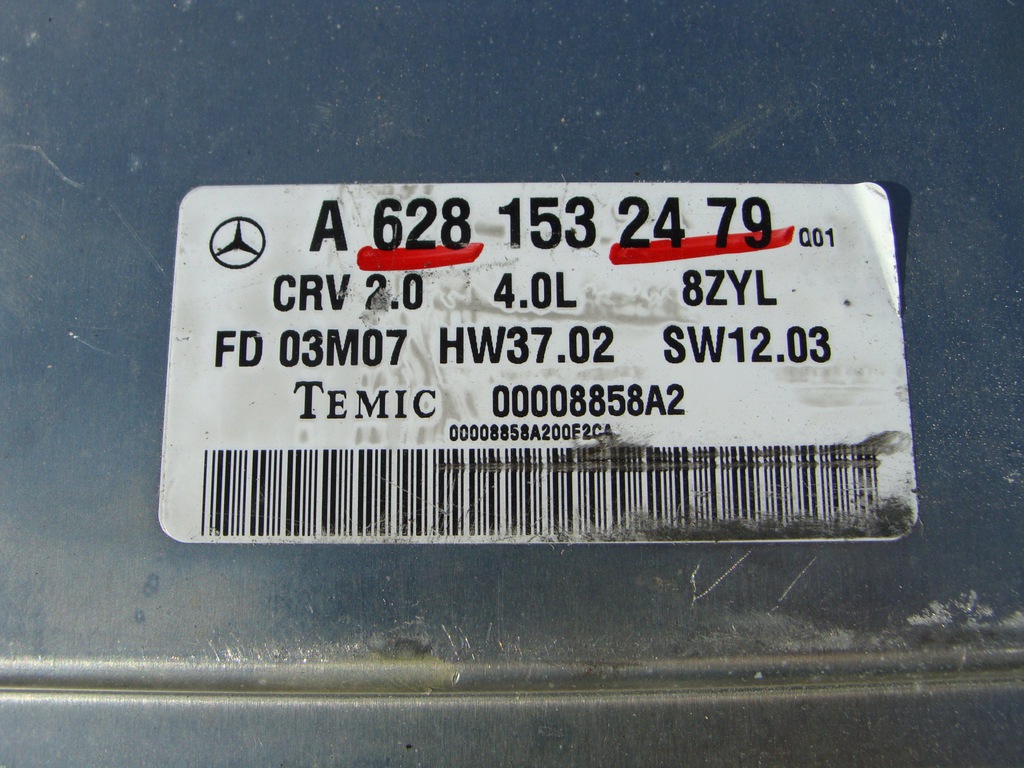 A 628 153 24 79 Q01
CRV 2.0 4.0L 8ZYL
FD 03M07 HW37.02 SW12.03
TEMIC 00008858A2
00008858A200E2CA